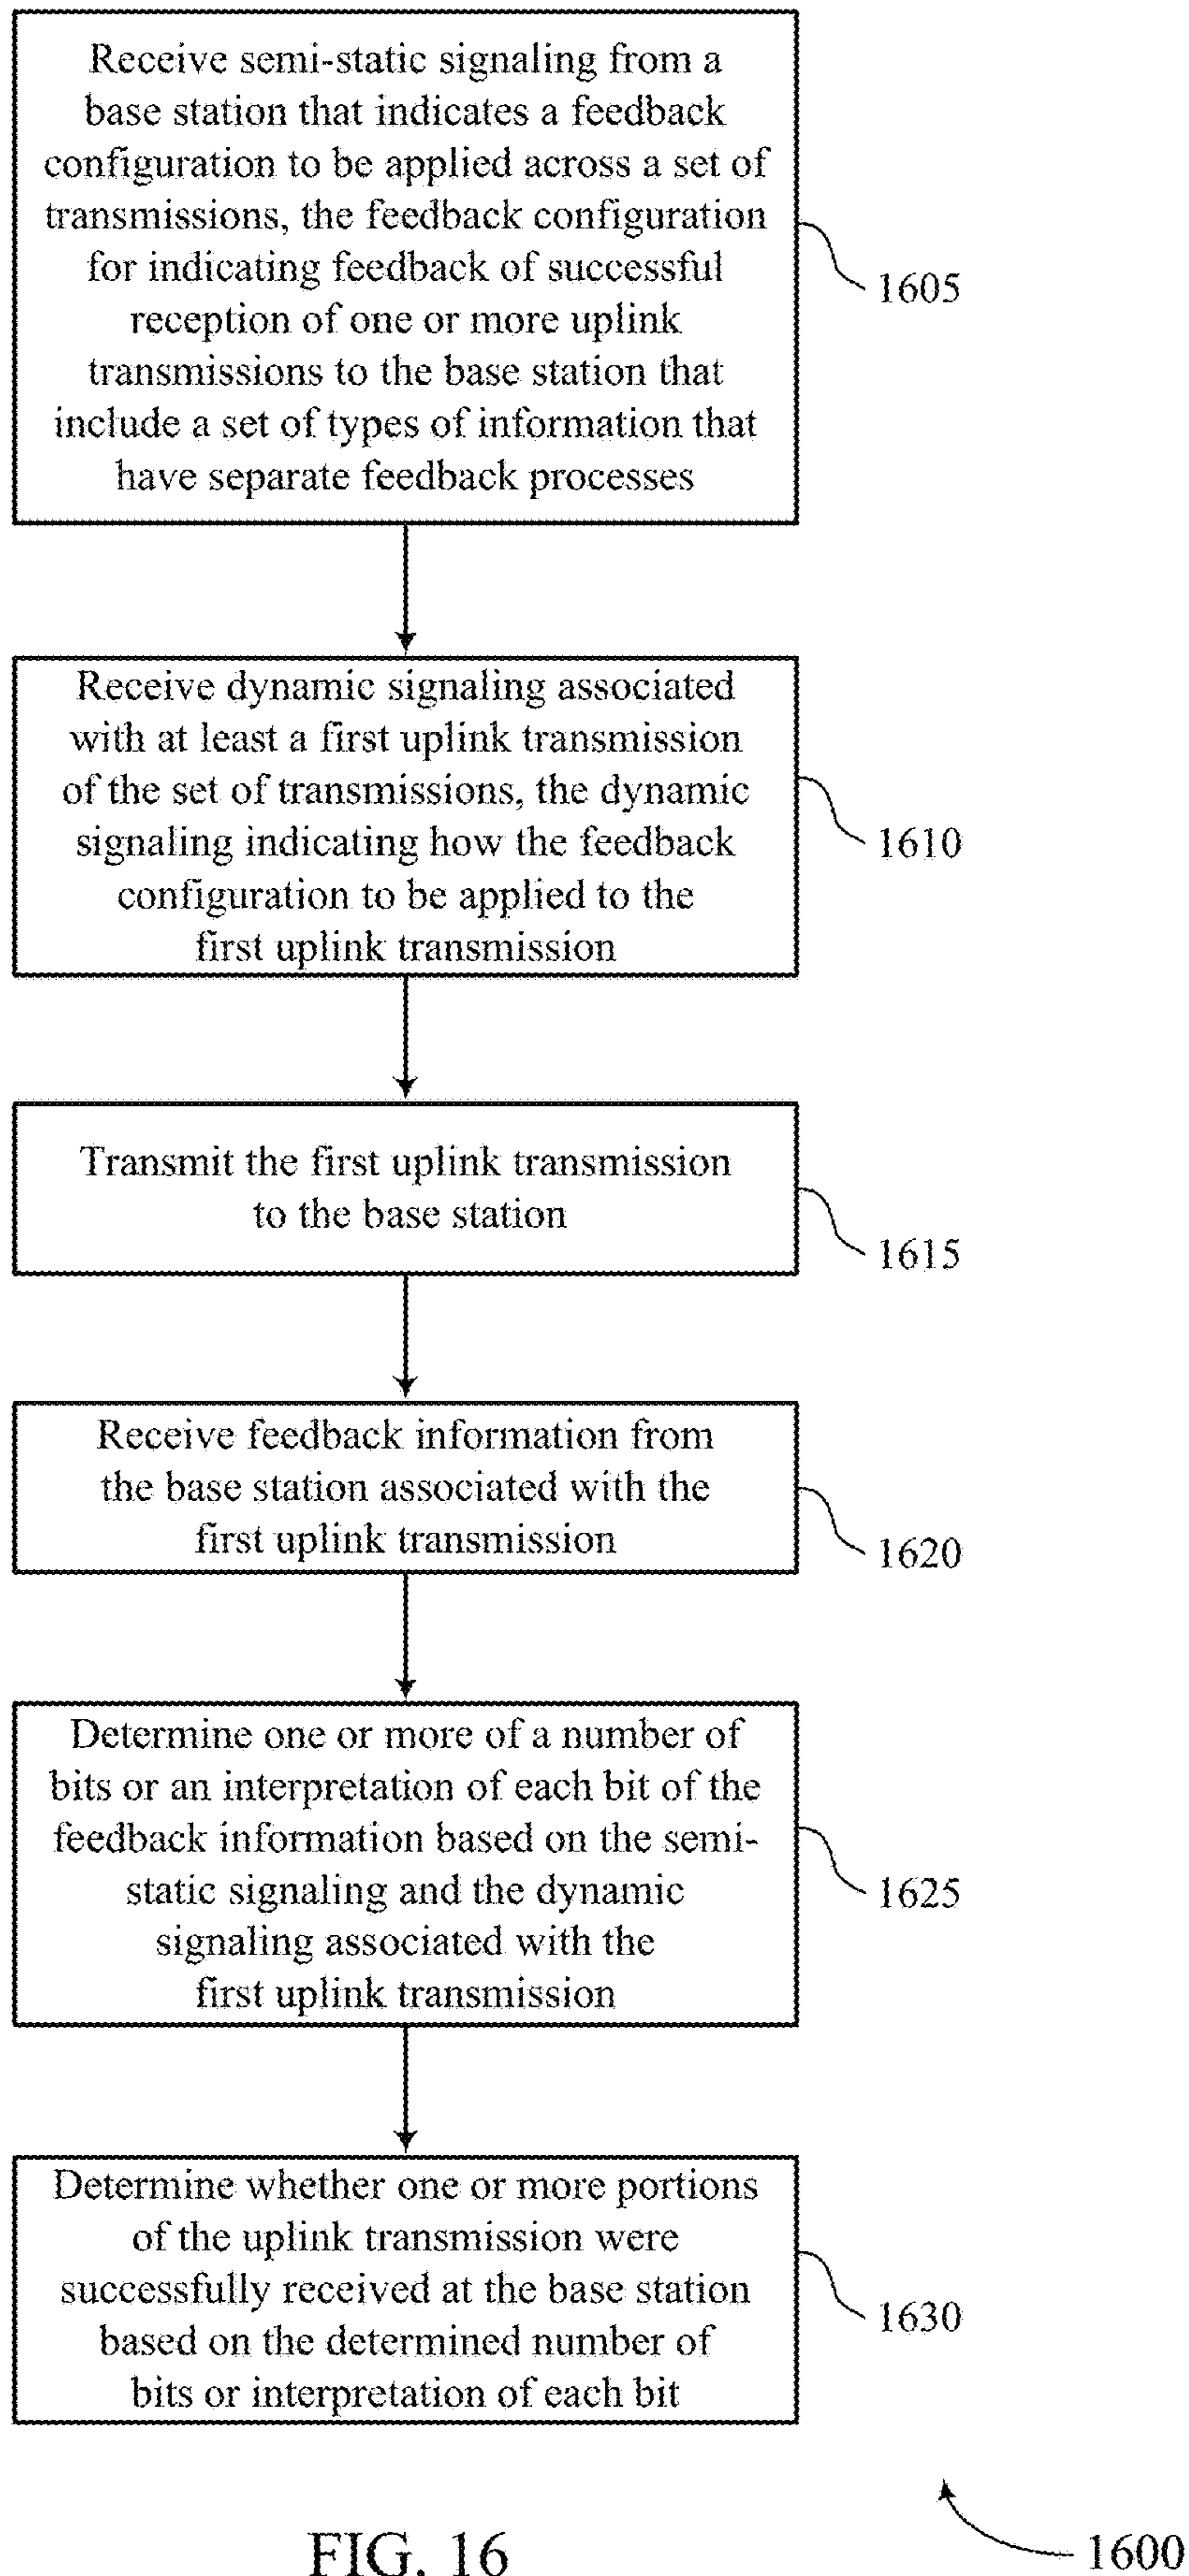 Receive semi-static signaling from a
base station that indicates a feedback
configuration to be applied across a set of
transmissions, the feedback configuration
for indicating feedback of successful
reception of one or more uplink
transmissions to the base station that
include a set of types of information that
have separate feedback processes
1605
Receive dynamic signaling associated
with at least a first uplink transmission
of the set of transmissions, the dynamic
signaling indicating how the feedback
configuration to be applied to the
first uplink transmission
1610
Transmit the first uplink transmission
to the base station
1615
Receive feedback information from
the base station associated with the
first uplink transmission
1620
Determine one or more of a number of
bits or an interpretation of each bit of the
feedback information based on the semi-
static signaling and the dynamic
signaling associated with the
first uplink transmission
1625
Determine whether one or more portions
of the uplink transmission were
successfully received at the base station
based on the determined number of
bits or interpretation of each bit
1630
1600
FIG. 16